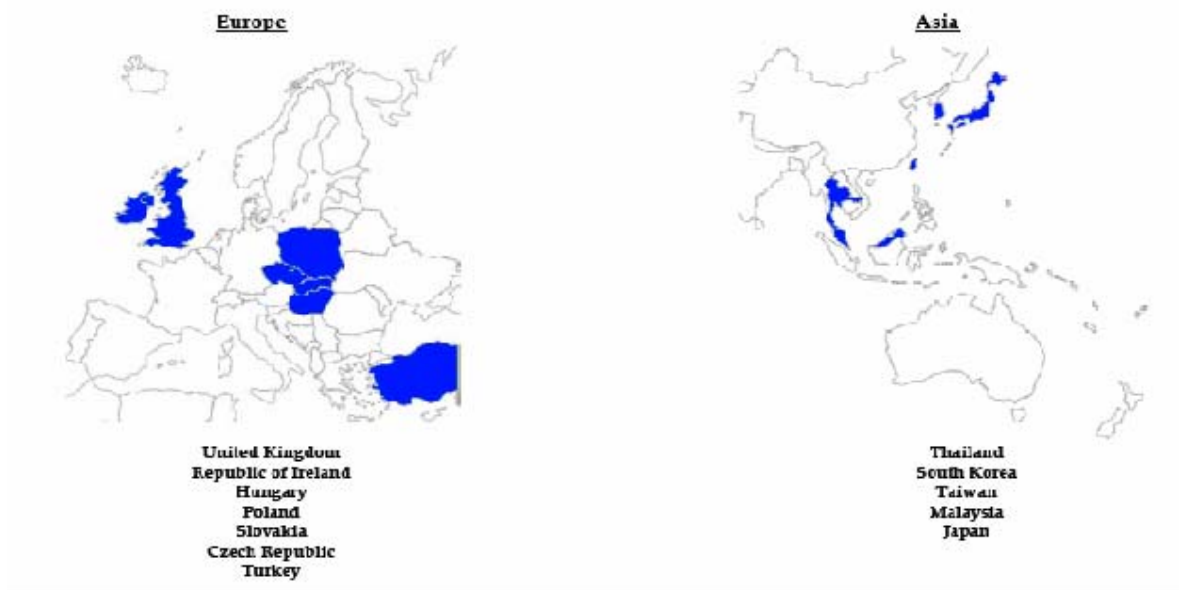 Europe
United Kingdom
Republic of Ireland
Hungary
Poland
Slovakia
Czech Republic
Turkey
Asia
Thailand
South Korea
Taiwan
Malaysia
Japan